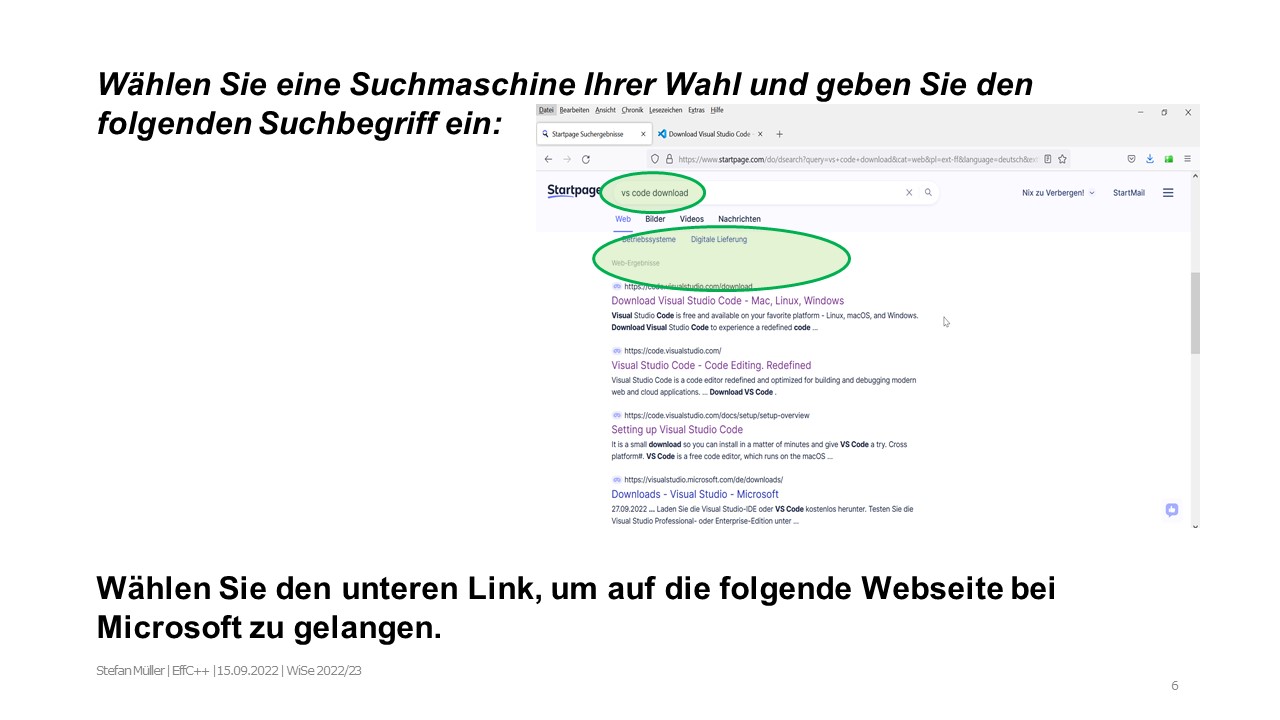 Wählen Sie eine Suchmaschine Ihrer Wahl und geben Sie den
folgenden Suchbegriff ein:
Datei Bearbeiten Ansicht Chronik Lesezeichen Extras Hilfe
Startpage Suchergebnisse
Download Visual Studio Code -
https://www.startpage.com/do/dsearch?query=vs+code+download&cat=web&pl=ext-ff&language=deutsch&ex
Startpage
vs code download
Nix zu Verbergen!
StartMail
Web Bilder Videos Nachrichten
Betriebssysteme Digitale Lieferung
Web-Ergebnisse
https://code.visualstudio.com/download
Download Visual Studio Code - Mac, Linux, Windows
Visual Studio Code is free and available on your favorite platform - Linux, macOS, and Windows.
Download Visual Studio Code to experience a redefined code ...
https://code.visualstudio.com/
Visual Studio Code - Code Editing. Redefined
Visual Studio Code is a code editor redefined and optimized for building and debugging modern
web and cloud applications. ... Download VS Code .
https://code.visualstudio.com/docs/setup/setup-overview
Setting up Visual Studio Code
It is a small download so you can install in a matter of minutes and give VS Code a try. Cross
platform#. VS Code is a free code editor, which runs on the macOS ...
https://visualstudio.microsoft.com/de/downloads/
Downloads - Visual Studio - Microsoft
27.09.2022 ... Laden Sie die Visual Studio-IDE oder VS Code kostenlos herunter. Testen Sie die
Visual Studio Professional- oder Enterprise-Edition unter ...
Wählen Sie den unteren Link, um auf die folgende Webseite bei
Microsoft zu gelangen.
Stefan Müller | EffC++ |15.09.2022 | WiSe 2022/23
6